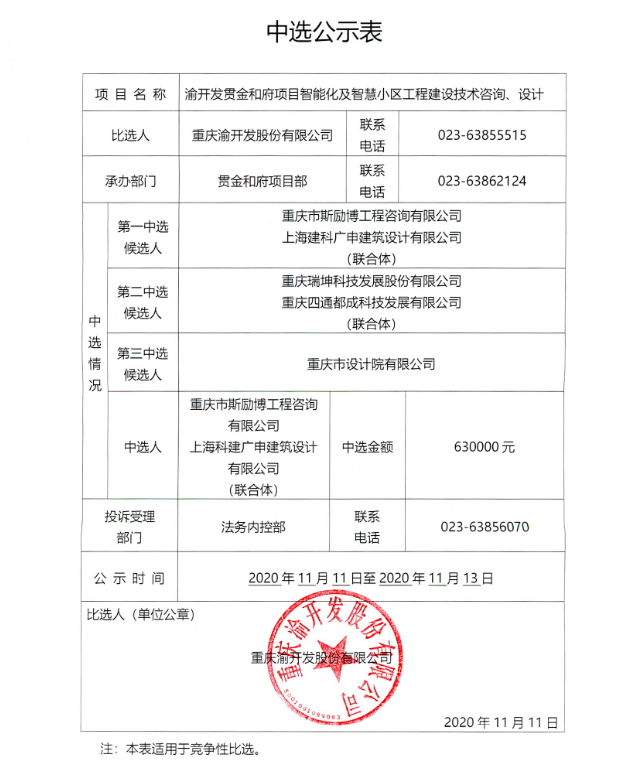 中选公示表
项目名称 渝开发贯金和府项目智能化及智慧小区工程建设技术咨询、设计
比选人 重庆渝开发股份有限公司 联系电话 023-63855515
承办部门 贯金和府项目部 联系电话 023-63862124
中选情况
第一中选候选人
重庆市斯励博工程咨询有限公司
上海建科广申建筑设计有限公司
（联合体）
第二中选候选人
重庆瑞坤科技发展股份有限公司
重庆四通都成科技发展有限公司
（联合体）
第三中选候选人
重庆市设计院有限公司
中选人
重庆市斯励博工程咨询
有限公司
上海科建广申建筑设计
有限公司
（联合体）
中选金额 630000 元
投诉受理部门 法务内控部 联系电话 023-63856070
公示时间 2020 年 11 月 11 日至 2020 年 11 月 13 日
比选人（单位公章）
重庆渝开发股份有限公司
重庆渝开发股份有限公司
2020 年 11 月 11 日
注：本表适用于竞争性比选。